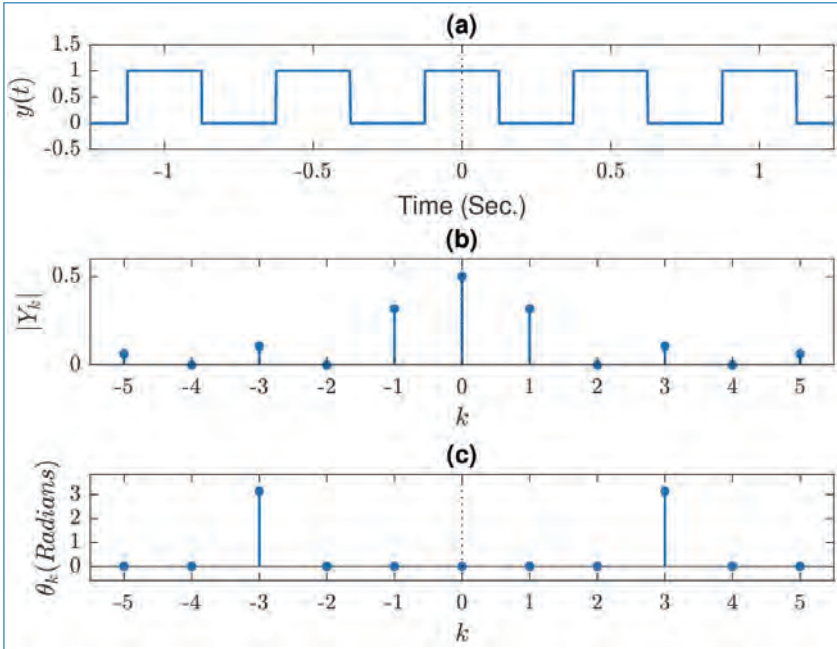 (a)
y(t)
1.5
1
0.5
0
-0.5
-1 -0.5 0 0.5 1
Time (Sec.)
(b)
|Y_k|
0.5
0
-5 -4 -3 -2 -1 0 1 2 3 4 5
k
(c)
θ_k(Radians)
3
2
1
0
-5 -4 -3 -2 -1 0 1 2 3 4 5
k